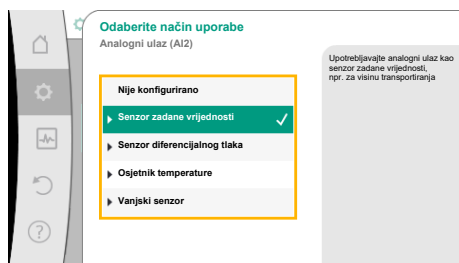 Odaberite način uporabe
Analogni ulaz (AI2)
Nije konfigurirano
Senzor zadane vrijednosti
Senzor diferencijalnog tlaka
Osjetnik temperature
Vanjski senzor
Upotrebljavajte analogni ulaz kao
senzor zadane vrijednosti,
npr. za visinu transportiranja
?